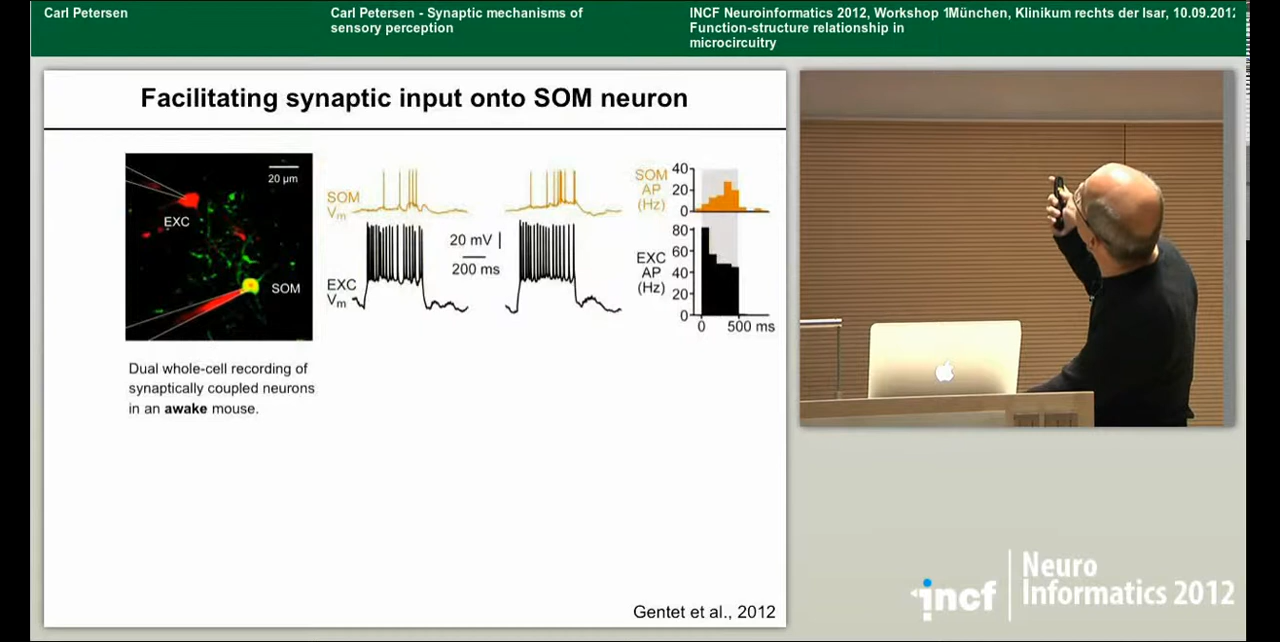 Carl Petersen
Carl Petersen - Synaptic mechanisms of
sensory perception
INCF Neuroinformatics 2012, Workshop 1München, Klinikum rechts der Isar, 10.09.2012
Function-structure relationship in
microcircuitry
Facilitating synaptic input onto SOM neuron
20 µm
EXC
SOM
Dual whole-cell recording of
synaptically coupled neurons
in an awake mouse.
SOM
Vm
20 mV
200 ms
EXC
Vm
SOM
AP
(Hz)
40
20
0
EXC
AP
(Hz)
80
60
40
20
0
0 500 ms
Gentet et al., 2012
incf
Neuro
Informatics 2012